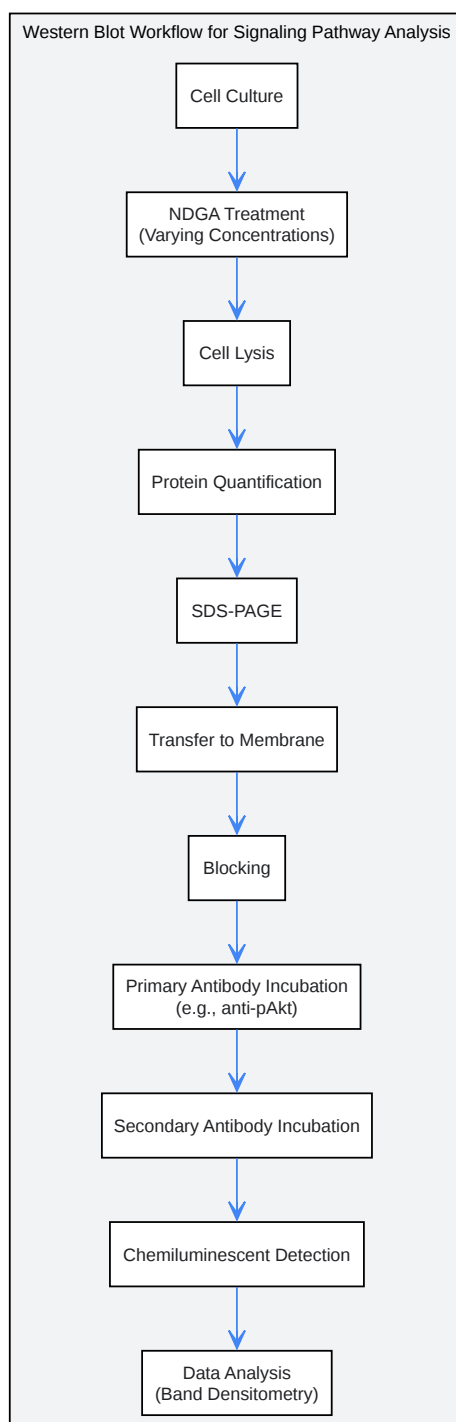 Western Blot Workflow for Signaling Pathway Analysis
Cell Culture
NDGA Treatment
(Varying Concentrations)
Cell Lysis
Protein Quantification
SDS-PAGE
Transfer to Membrane
Blocking
Primary Antibody Incubation
(e.g., anti-pAkt)
Secondary Antibody Incubation
Chemiluminescent Detection
Data Analysis
(Band Densitometry)